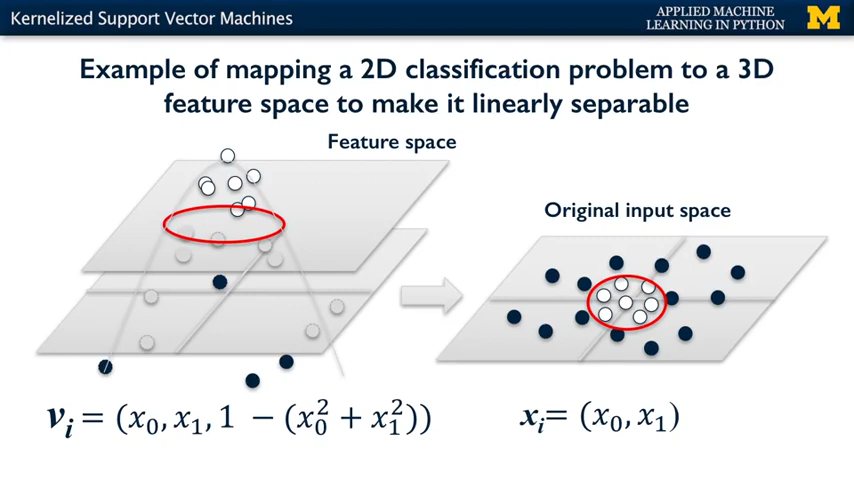 Kernelized Support Vector Machines
APPLIED MACHINE
LEARNING IN PYTHON
M
Example of mapping a 2D classification problem to a 3D
feature space to make it linearly separable
Feature space
Original input space
𝒗ᵢ = (x₀, x₁, 1 − (x₀² + x₁²))
𝒙ᵢ= (x₀, x₁)